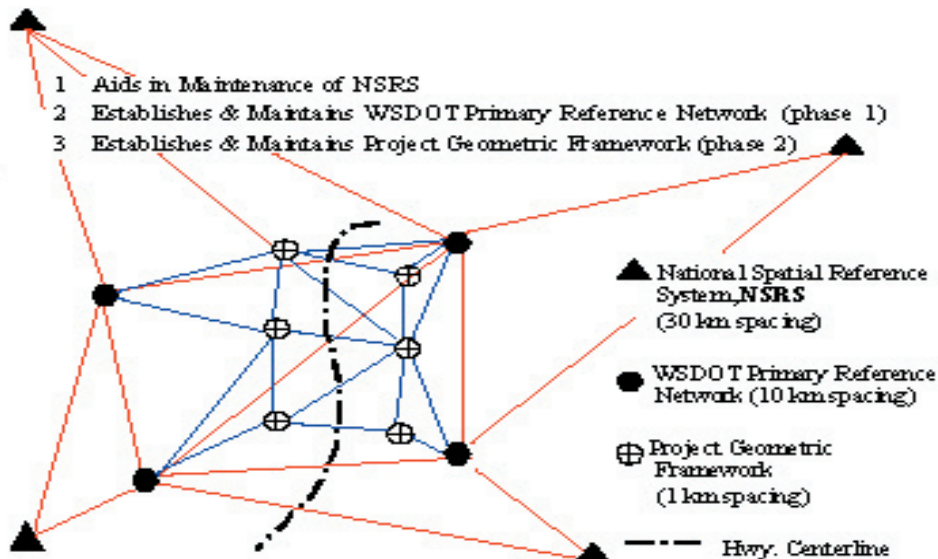 1 Aids in Maintenance of NSRS
2 Establishes & Maintains WSDOT Primary Reference Network (phase 1)
3 Establishes & Maintains Project Geometric Framework (phase 2)
National Spatial Reference
System,NSRS
(30 km spacing)
WSDOT Primary Reference
Network (10 km spacing)
Project Geometric
Framework
(1 km spacing)
Hwy. Centerline